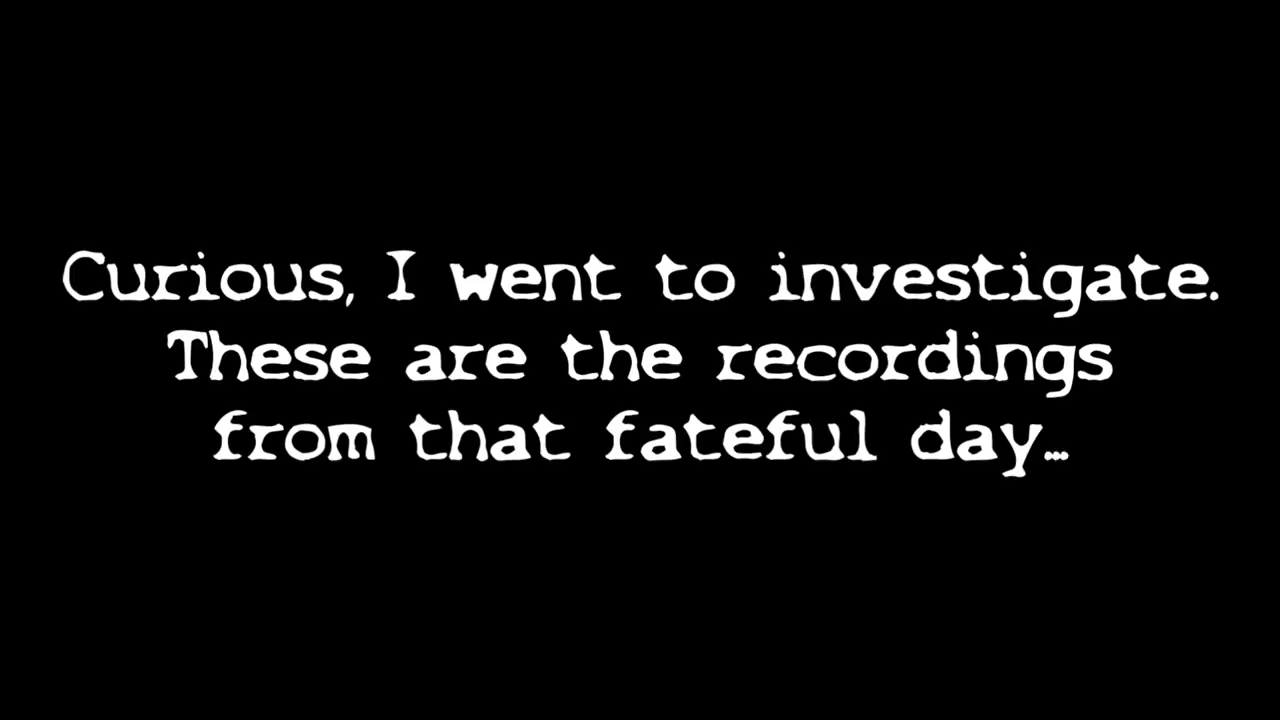 Curious, I went to investigate.
These are the recordings
from that fateful day...